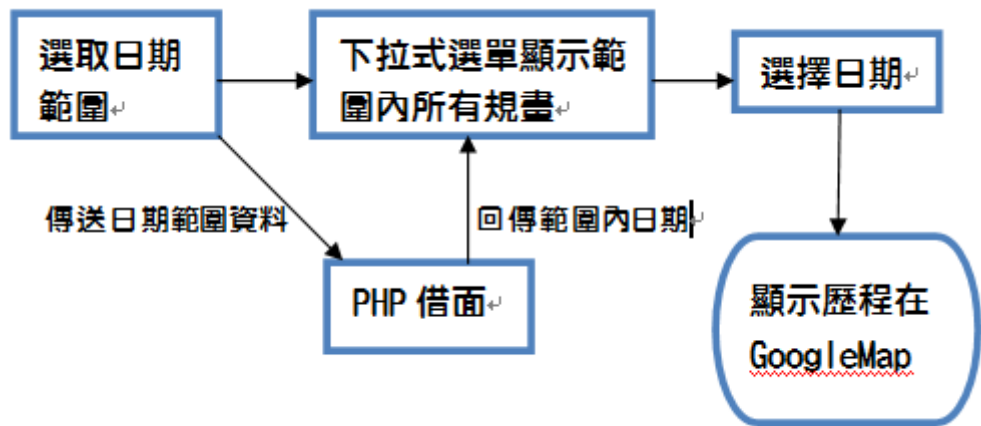 選取日期
範圍
下拉式選單顯示範
圍內所有規畫
選擇日期
傳送日期範圍資料
回傳範圍內日期
PHP 借面
顯示歷程在
GoogleMap